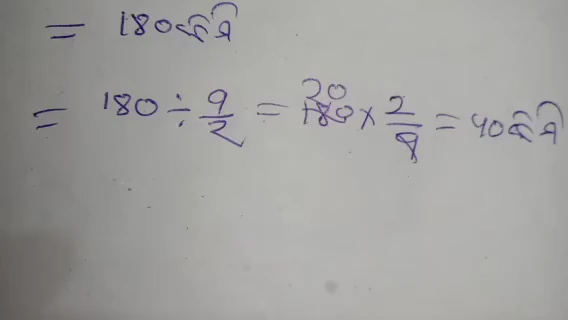 = 180 किमी
= 180 ÷ 9/2 = 20 180 × 2/9 = 40 किमी